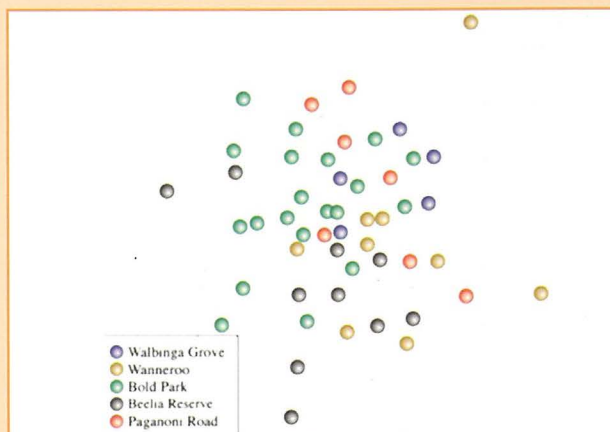 Walbinga Grove
Wanneroo
Bold Park
Beelia Reserve
Paganoni Road